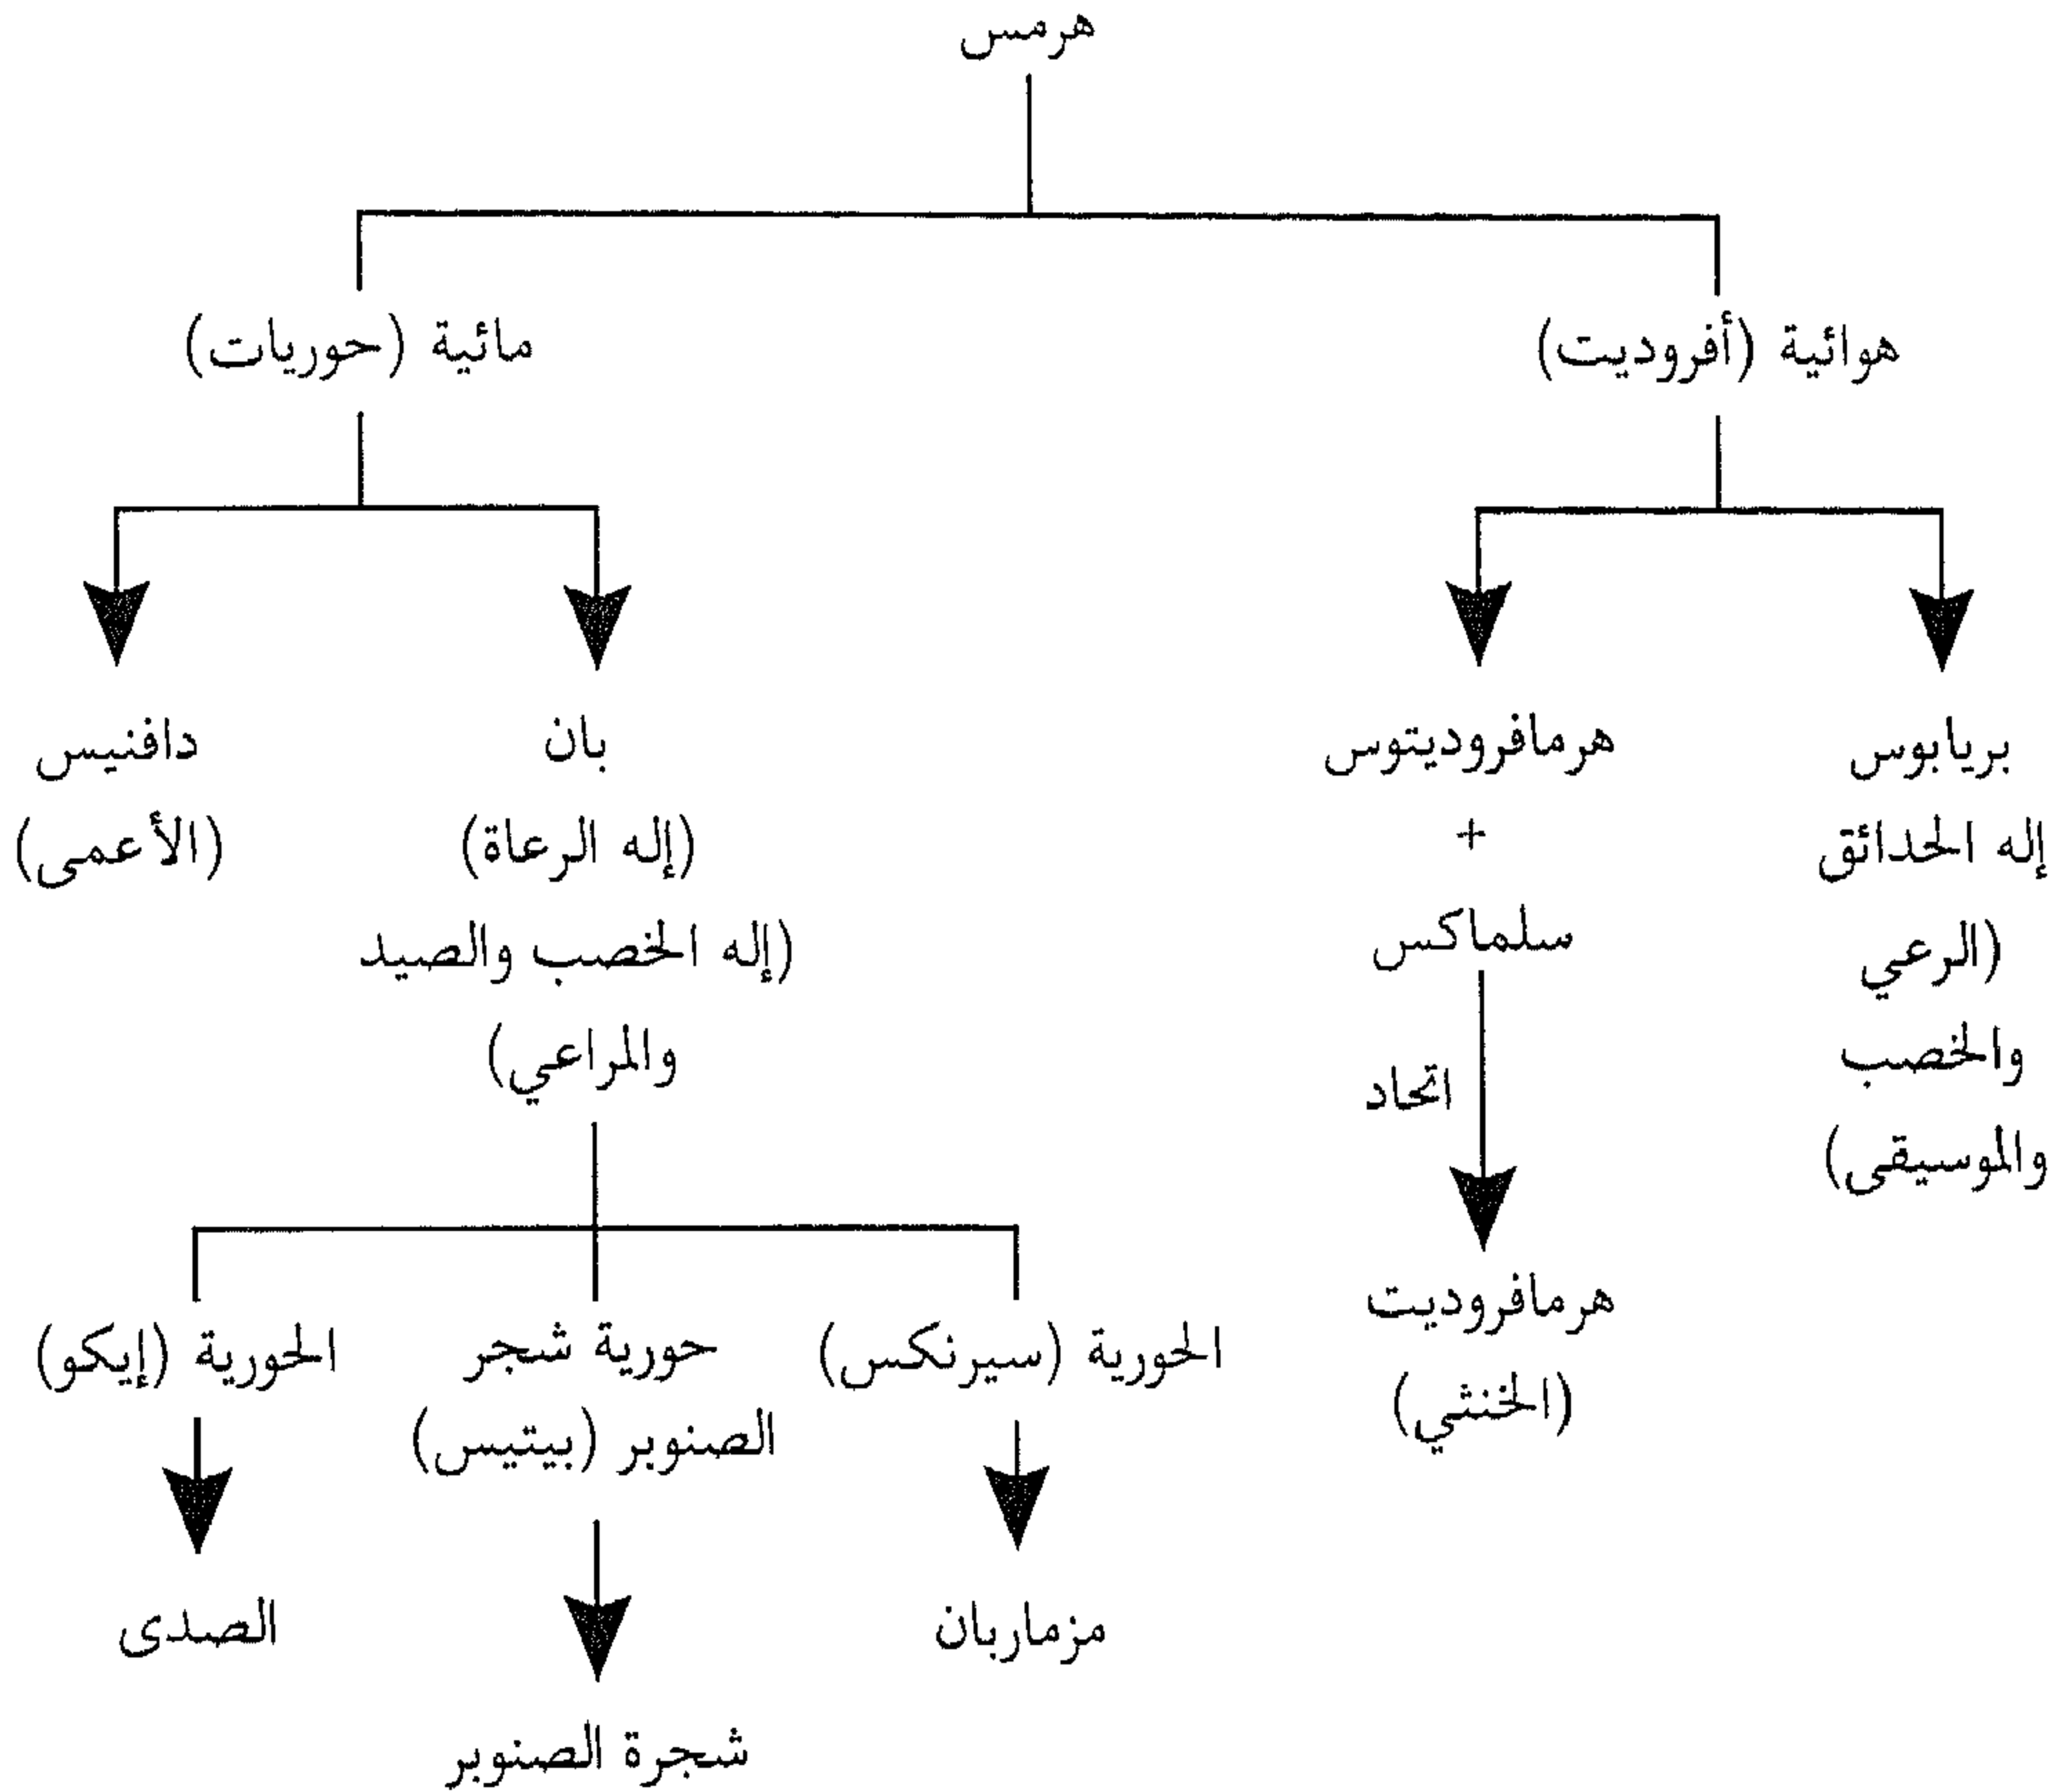 هرمس
هوائية (أفروديت)
مائية (حوريات)
بريابوس
إله الحدائق
(الرعي
والخصب
والموسيقى)
هرمافروديتوس
+
سلماكس
اتحاد
هرمافروديت
(الخنثي)
بان
(إله الرعاة)
(إله الخصب والصيد
والمراعي)
دافنيس
(الأعمى)
الحورية (سيرنكس)
مزماربان
حورية شجر
الصنوبر (بيتيس)
شجرة الصنوبر
الحورية (إيكو)
الصدى